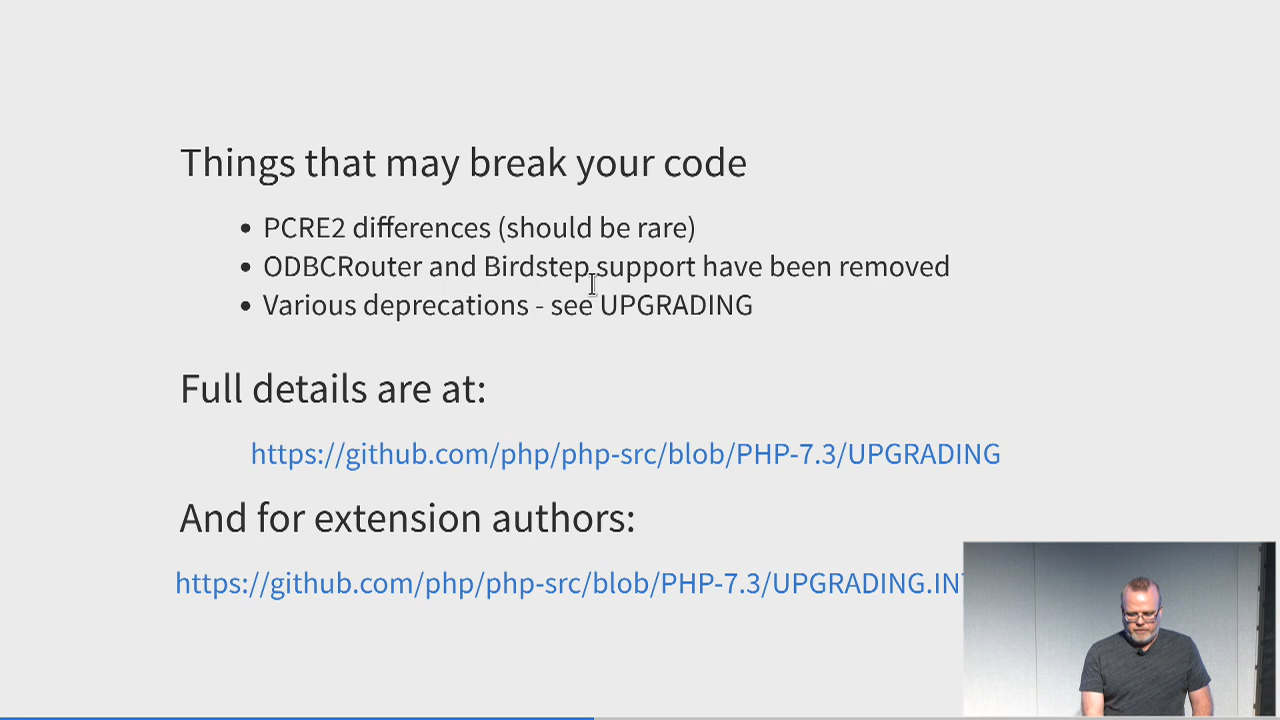 Things that may break your code
• PCRE2 differences (should be rare)
• ODBCRouter and Birdstep support have been removed
• Various deprecations - see UPGRADING
Full details are at:
https://github.com/php/php-src/blob/PHP-7.3/UPGRADING
And for extension authors:
https://github.com/php/php-src/blob/PHP-7.3/UPGRADING.IN